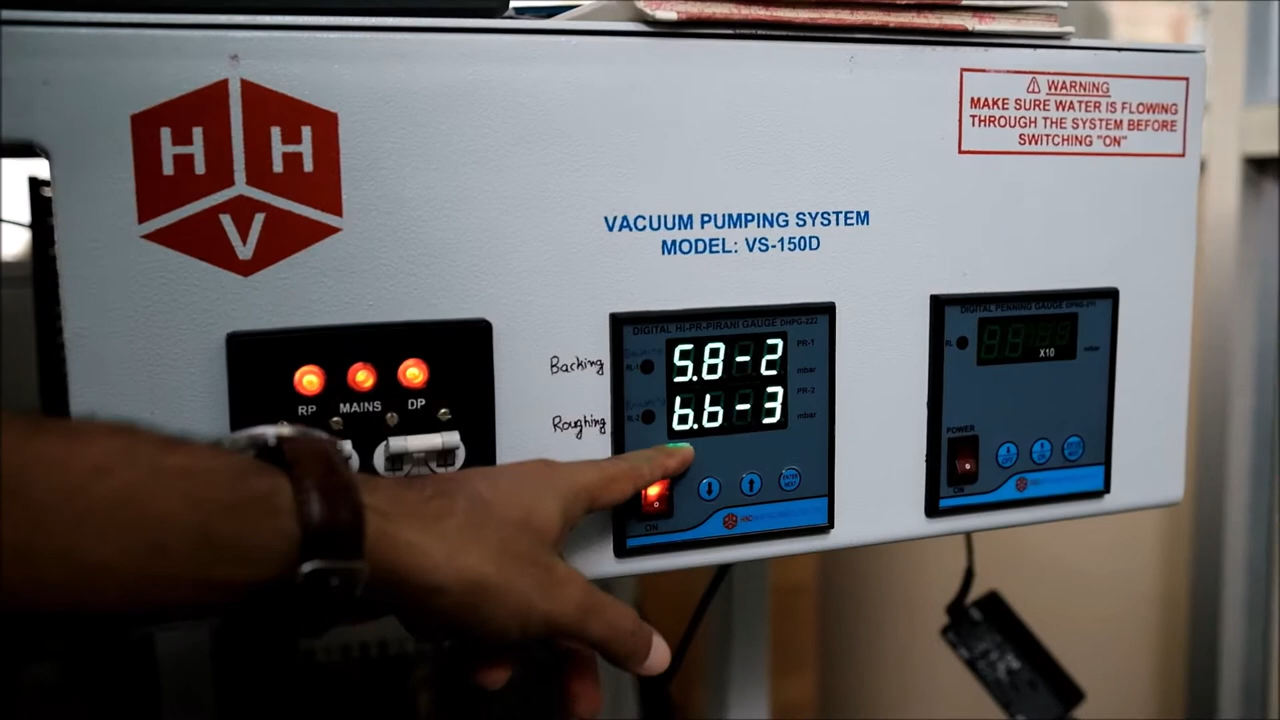 H H
V
⚠ WARNING
MAKE SURE WATER IS FLOWING
THROUGH THE SYSTEM BEFORE
SWITCHING "ON"
VACUUM PUMPING SYSTEM
MODEL: VS-150D
RP MAINS DP
Backing
Roughing
DIGITAL HI-PR-PIRANI GAUGE DHPG-222
5.8-2
PR-1
RL-1
mbar
6.6-3
PR-2
RL-2
mbar
ENTER
NEXT
ON
DIGITAL PENNING GAUGE
RL
X10
mbar
POWER
ON